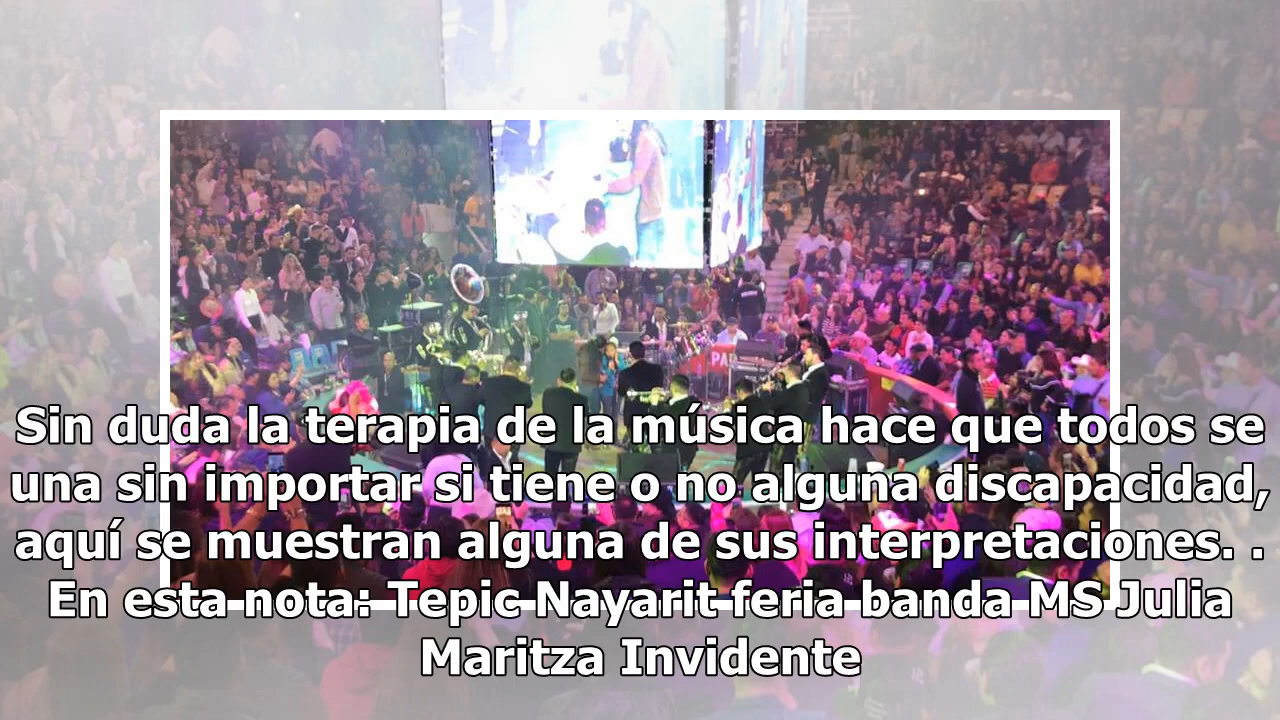 PAR
Sin duda la terapia de la música hace que todos se
una sin importar si tiene o no alguna discapacidad,
aquí se muestran alguna de sus interpretaciones. .
En esta nota: Tepic Nayarit feria banda MS Julia
Maritza Invidente